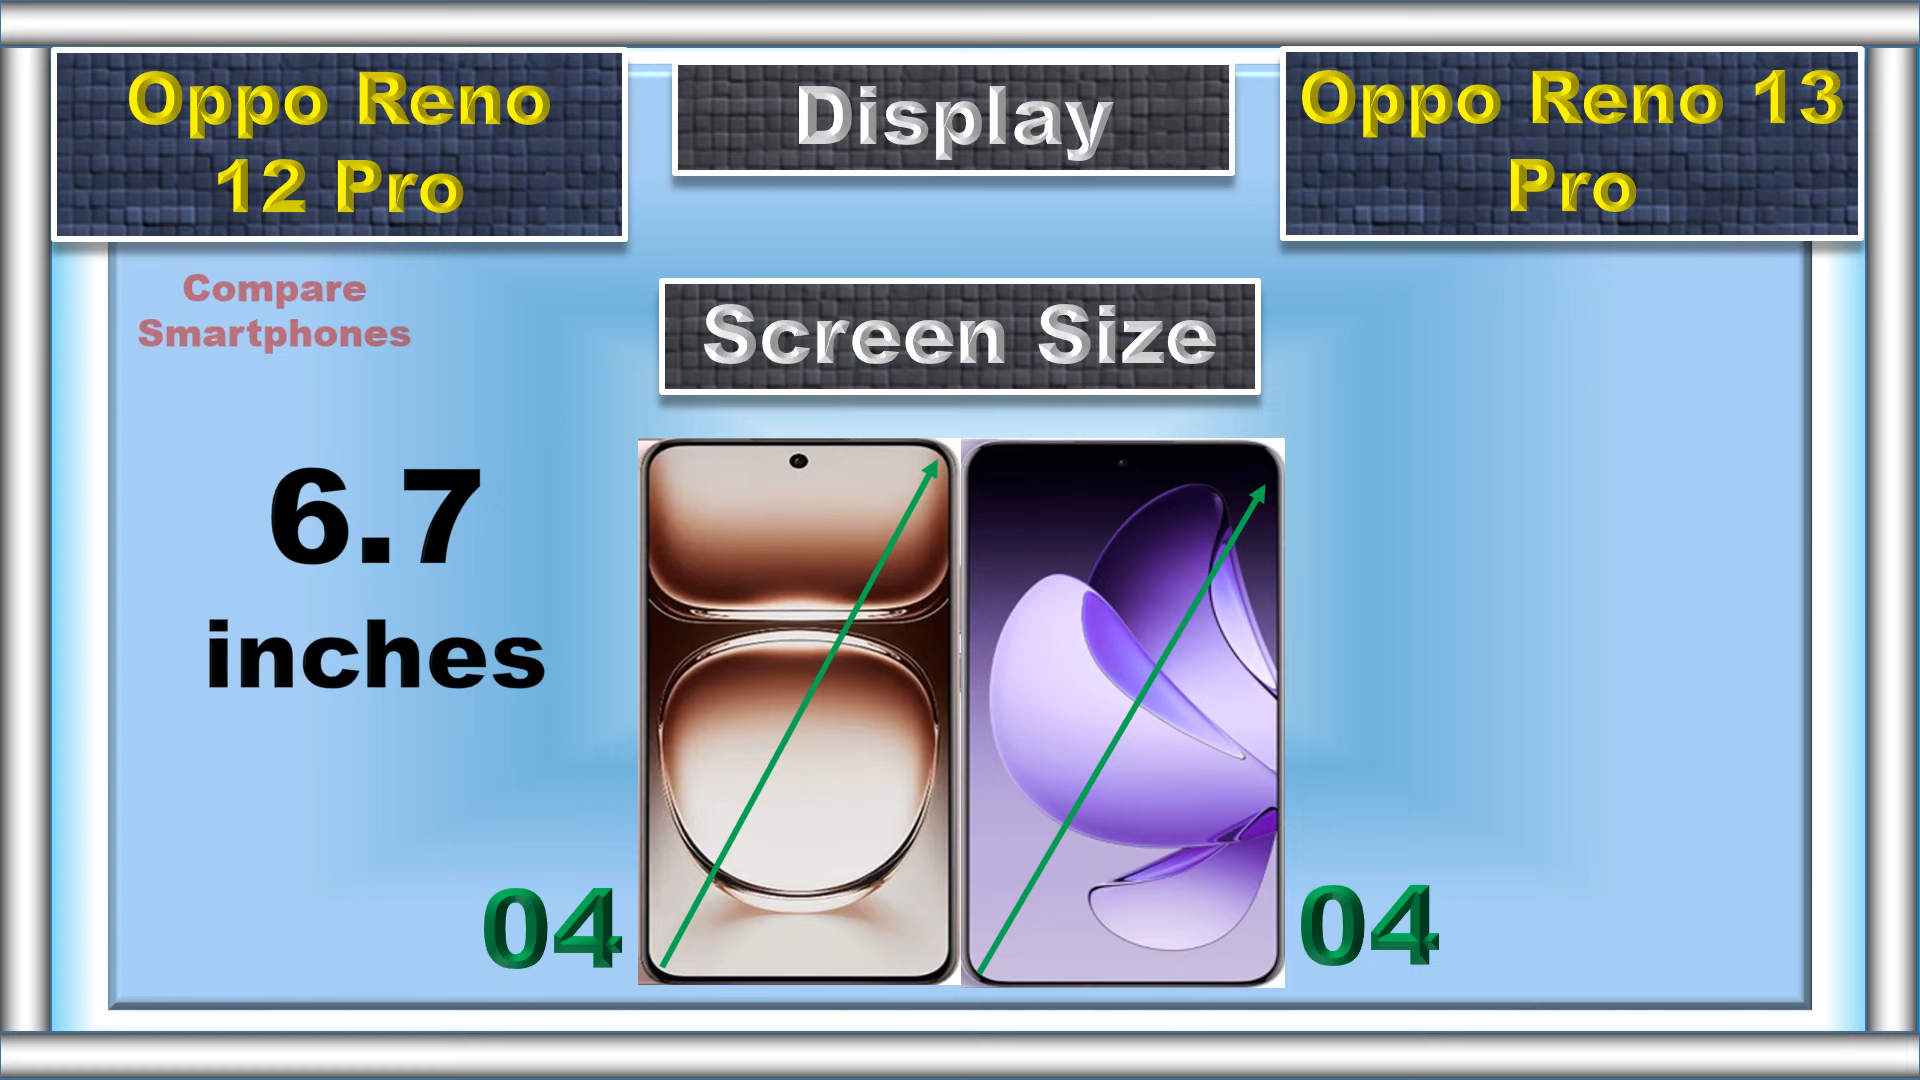 Oppo Reno
12 Pro
Display
Oppo Reno 13
Pro
Compare
Smartphones
Screen Size
6.7
inches
04
04